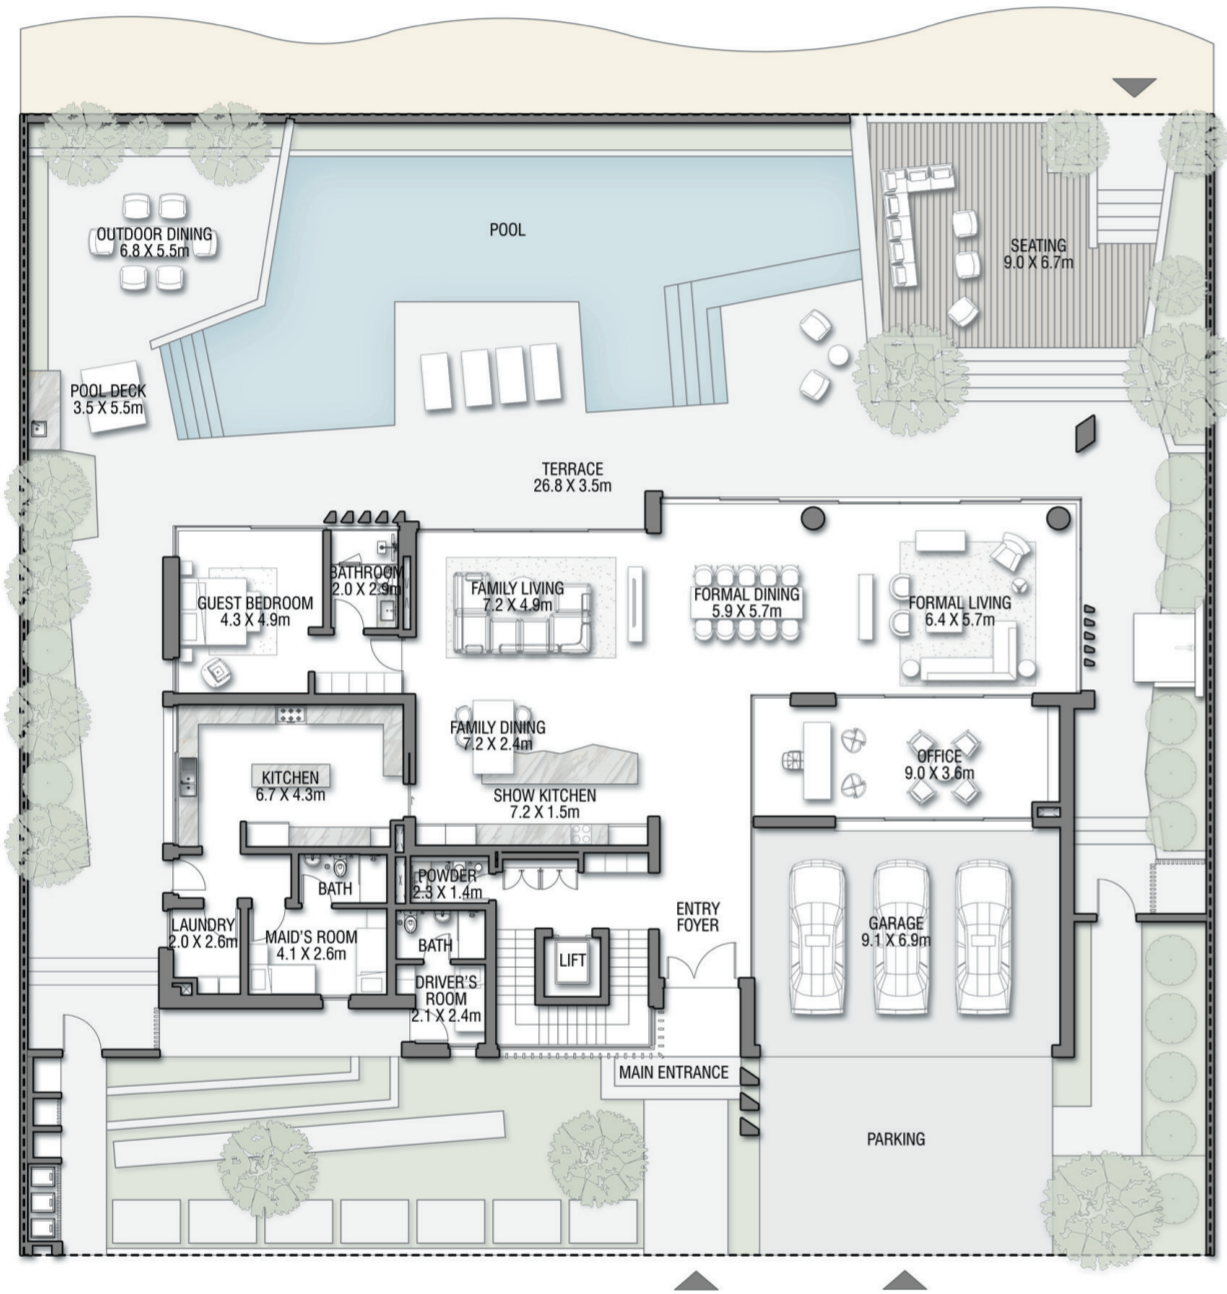 POOL
OUTDOOR DINING
6.8 X 5.5m
SEATING
9.0 X 6.7m
POOL DECK
3.5 X 5.5m
TERRACE
26.8 X 3.5m
BATHROOM
2.0 X 2.9m
GUEST BEDROOM
4.3 X 4.9m
FAMILY LIVING
7.2 X 4.9m
FORMAL DINING
5.9 X 5.7m
FORMAL LIVING
6.4 X 5.7m
FAMILY DINING
7.2 X 2.4m
OFFICE
9.0 X 3.6m
KITCHEN
6.7 X 4.3m
SHOW KITCHEN
7.2 X 1.5m
BATH
POWDER
2.3 X 1.4m
ENTRY
FOYER
GARAGE
9.1 X 6.9m
LAUNDRY
2.0 X 2.6m
MAID'S ROOM
4.1 X 2.6m
BATH
LIFT
DRIVER'S
ROOM
2.1 X 2.4m
MAIN ENTRANCE
PARKING